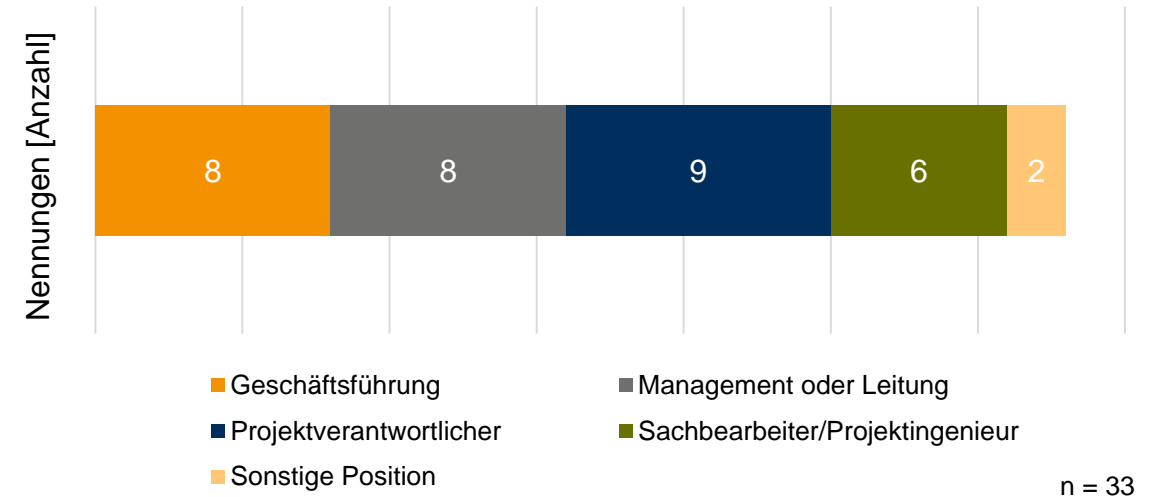 Nennungen [Anzahl]
8 8 9 6 2
Geschäftsführung Management oder Leitung
Projektverantwortlicher Sachbearbeiter/Projektingenieur
Sonstige Position
n = 33